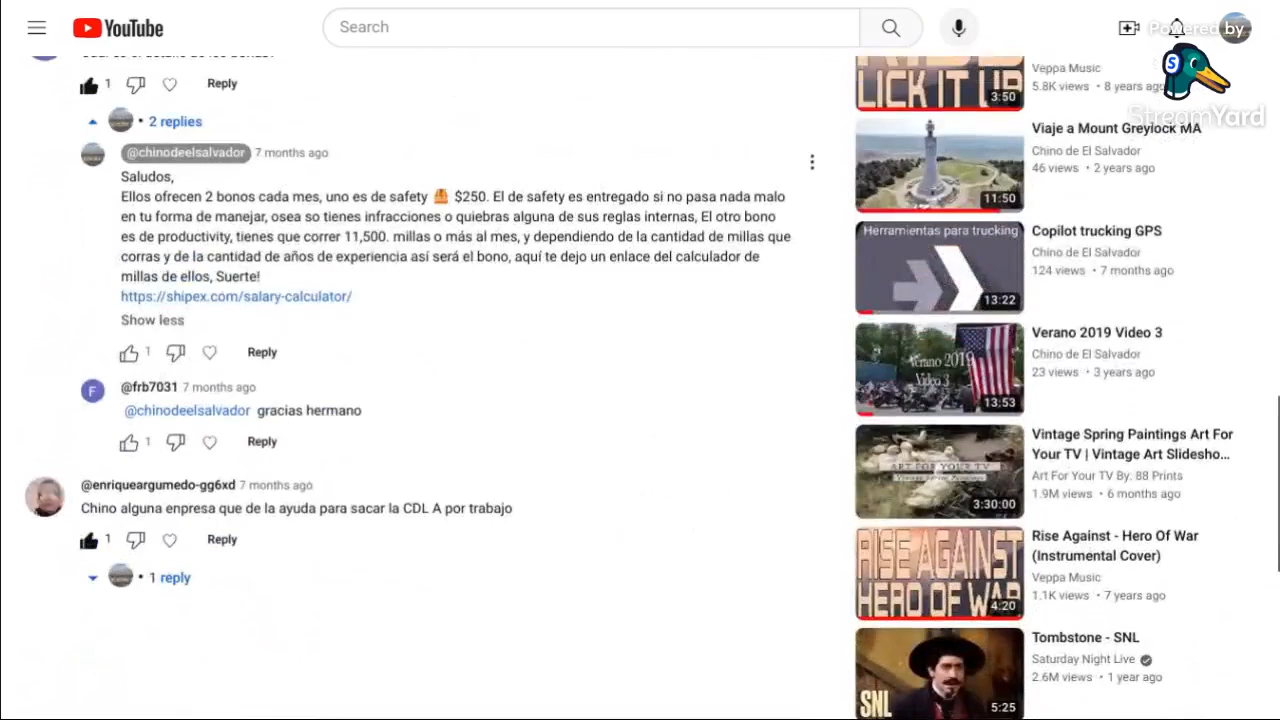 YouTube
Search
Powered by
StreamYard
1 Reply
• 2 replies
@chinodeelsalvador 7 months ago
Saludos,
Ellos ofrecen 2 bonos cada mes, uno es de safety 🦺 $250. El de safety es entregado si no pasa nada malo
en tu forma de manejar, osea so tienes infracciones o quiebras alguna de sus reglas internas, El otro bono
es de productivity, tienes que correr 11,500. millas o más al mes, y dependiendo de la cantidad de millas que
corras y de la cantidad de años de experiencia así será el bono, aquí te dejo un enlace del calculador de
millas de ellos, Suerte!
https://shipex.com/salary-calculator/
Show less
1 Reply
F
@frb7031 7 months ago
@chinodeelsalvador gracias hermano
1 Reply
@enriqueargumedo-gg6xd 7 months ago
Chino alguna enpresa que de la ayuda para sacar la CDL A por trabajo
1 Reply
• 1 reply
LICK IT UP
3:50
Veppa Music
5.8K views • 8 years ago
11:50
Viaje a Mount Greylock MA
Chino de El Salvador
46 views • 2 years ago
Herramientas para trucking
13:22
Copilot trucking GPS
Chino de El Salvador
124 views • 7 months ago
Verano 2019
Video 3
13:53
Verano 2019 Video 3
Chino de El Salvador
23 views • 3 years ago
ART FOR YOUR TV
3:30:00
Vintage Spring Paintings Art For
Your TV | Vintage Art Slidesho...
Art For Your TV By: 88 Prints
1.9M views • 6 months ago
RISE AGAINST
HERO OF WAR
4:20
Rise Against - Hero Of War
(Instrumental Cover)
Veppa Music
1.1K views • 7 years ago
SNL
5:25
Tombstone - SNL
Saturday Night Live
2.6M views • 1 year ago